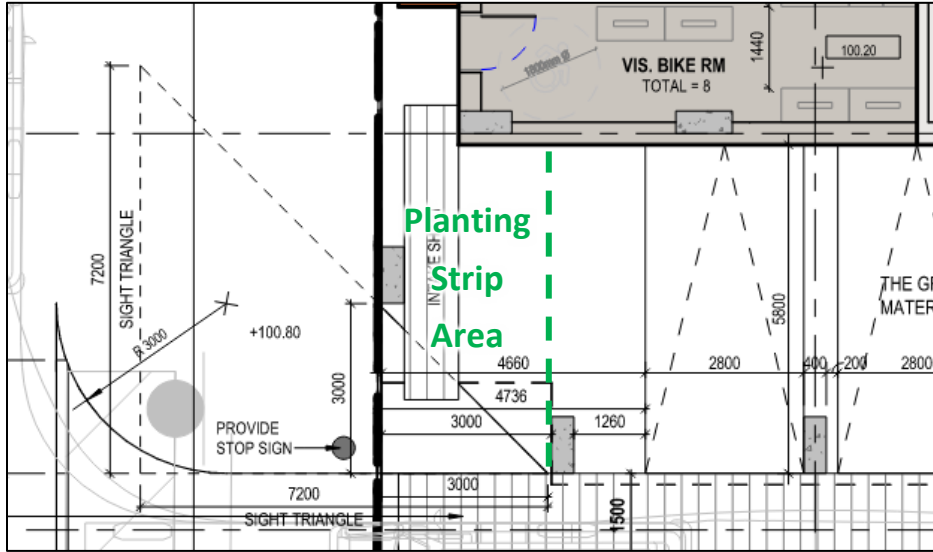 VIS. BIKE RM
TOTAL = 8
1800mm Ø
1440
100.20
Planting
Strip
Area
7200
SIGHT TRIANGLE
R 3000
+100.80
3000
5800
THE GR
MATER
4660
2800
400
200
2800
4736
3000
1260
PROVIDE
STOP SIGN
7200
3000
SIGHT TRIANGLE
1500